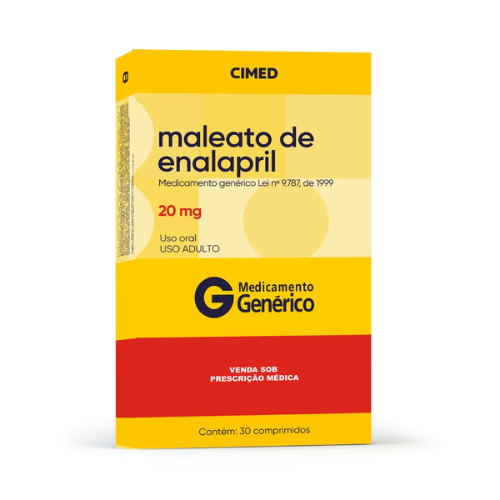 CIMED
maleato de
enalapril
Medicamento genérico Lei nº 9.787, de 1999
20 mg
Uso oral
USO ADULTO
G Medicamento
Genérico
VENDA SOB
PRESCRIÇÃO MÉDICA
Contém: 30 comprimidos